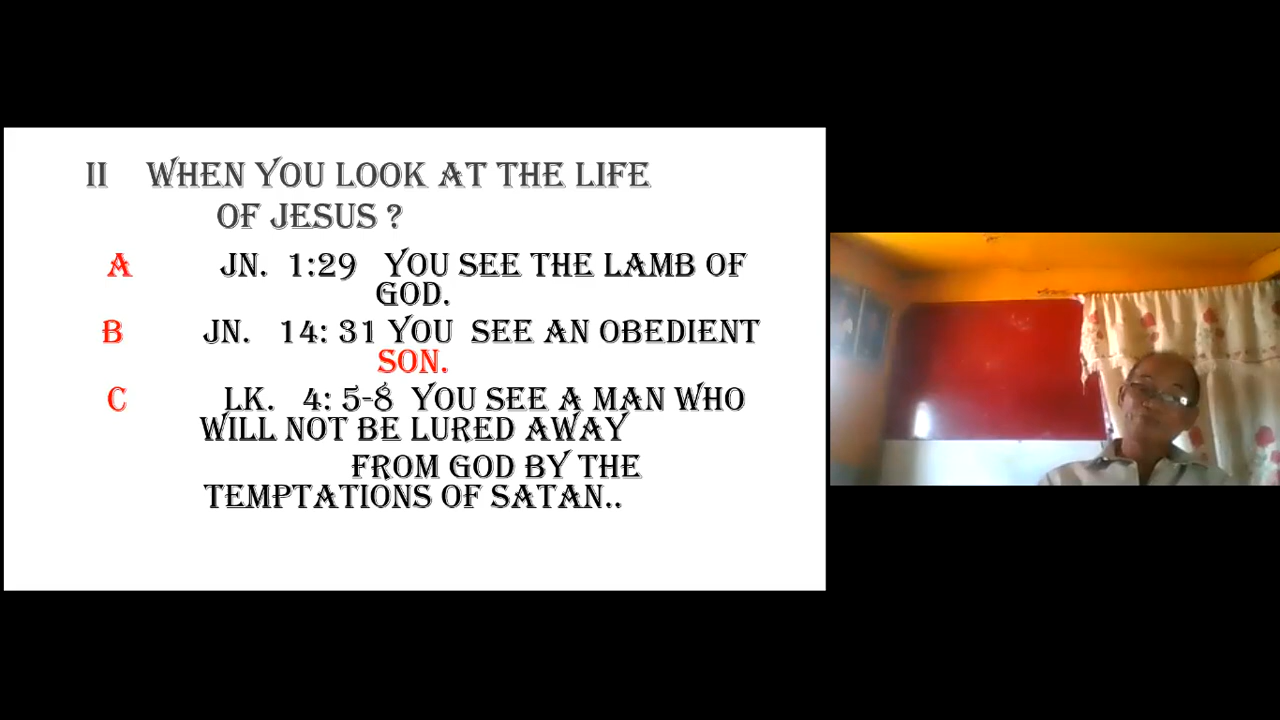 II WHEN YOU LOOK AT THE LIFE
OF JESUS ?
A JN. 1:29 YOU SEE THE LAMB OF
GOD.
B JN. 14: 31 YOU SEE AN OBEDIENT
SON.
C LK. 4: 5-8 YOU SEE A MAN WHO
WILL NOT BE LURED AWAY
FROM GOD BY THE
TEMPTATIONS OF SATAN..